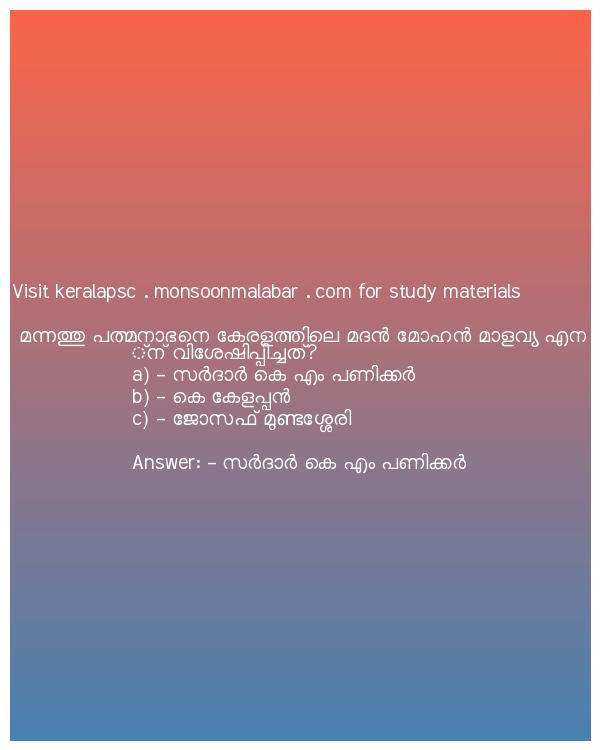 Visit keralapsc . monsoonmalabar . com for study materials
മന്നത്തു പത്മനാഭനെ കേരളത്തിലെ മദൻ മോഹൻ മാളവ്യ എന
്ന് വിശേഷിപ്പിച്ചത്?
a) – സർദാർ കെ എം പണിക്കർ
b) – കെ കേളപ്പൻ
c) – ജോസഫ് മുണ്ടശ്ശേരി
Answer: – സർദാർ കെ എം പണിക്കർ